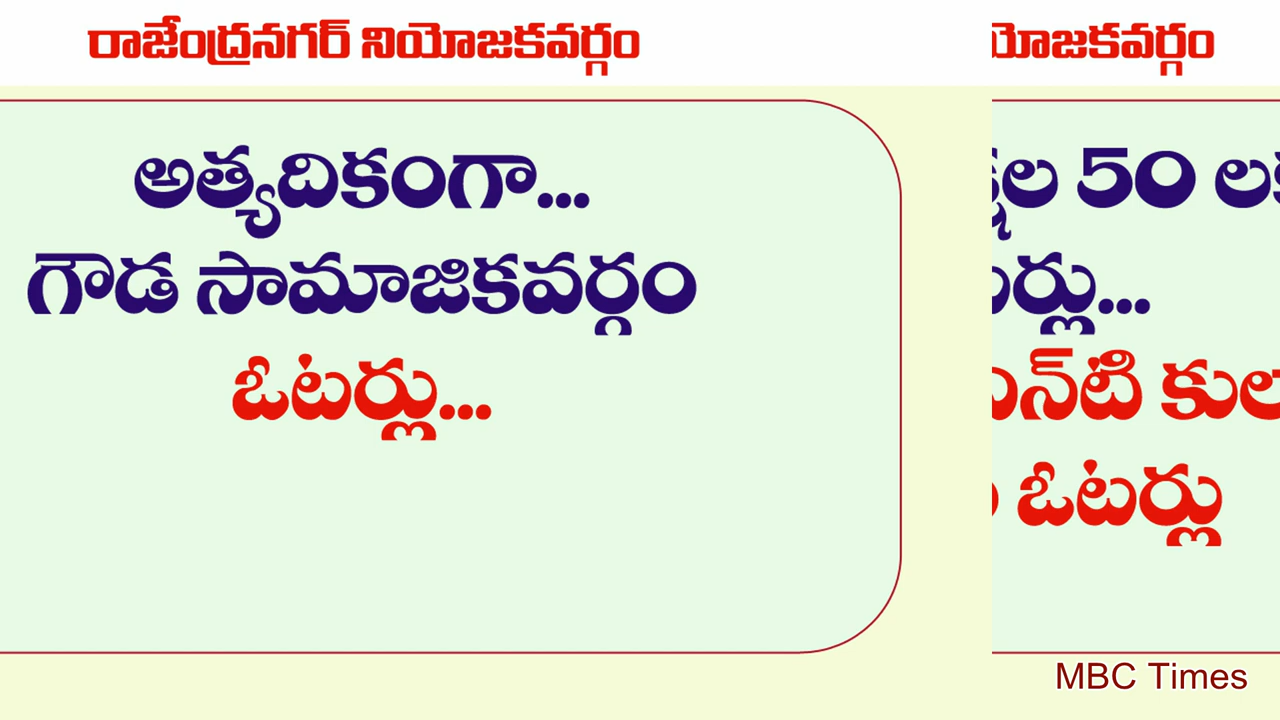 రాజేంద్రనగర్ నియోజకవర్గం
అత్యదికంగా...
గౌడ సామాజికవర్గం
ఓటర్లు...
యోజకవర్గం
50
ఓటర్లు
MBC Times